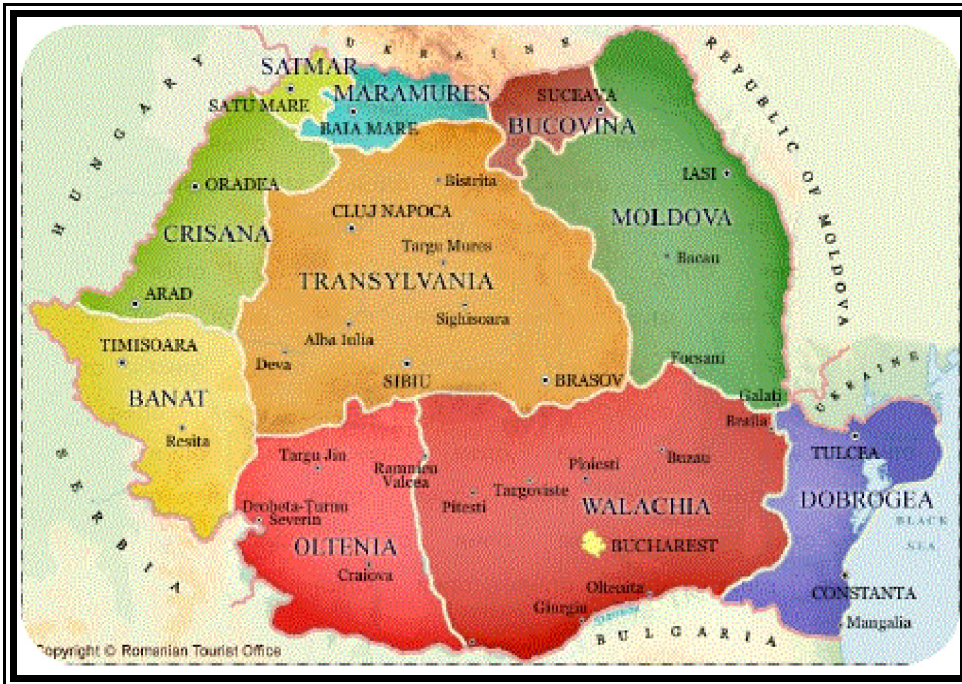 UKRAINE
REPUBLIC OF MOLDOVA
HUNGARY
SATMAR
SATU MARE
MARAMURES
BAIA MARE
SUCEAVA
BUCOVINA
ORADEA
Bistrita
IASI
CRISANA
CLUJ NAPOCA
MOLDOVA
Targu Mures
Bacau
TRANSYLVANIA
ARAD
Sighisoara
Alba Iulia
TIMISOARA
Deva
SIBIU
BRASOV
Focsani
UKRAINE
BANAT
Galati
Resita
Braila
Targu Jiu
Ramnicu
Valcea
Ploiesti
Buzau
TULCEA
SERBIA
Targoviste
Pitesti
WALACHIA
DOBROGEA
Drobeta-Turnu
Severin
BLACK
SEA
OLTENIA
BUCHAREST
Craiova
Oltenita
CONSTANTA
Giurgiu
Mangalia
BULGARIA
Copyright © Romanian Tourist Office